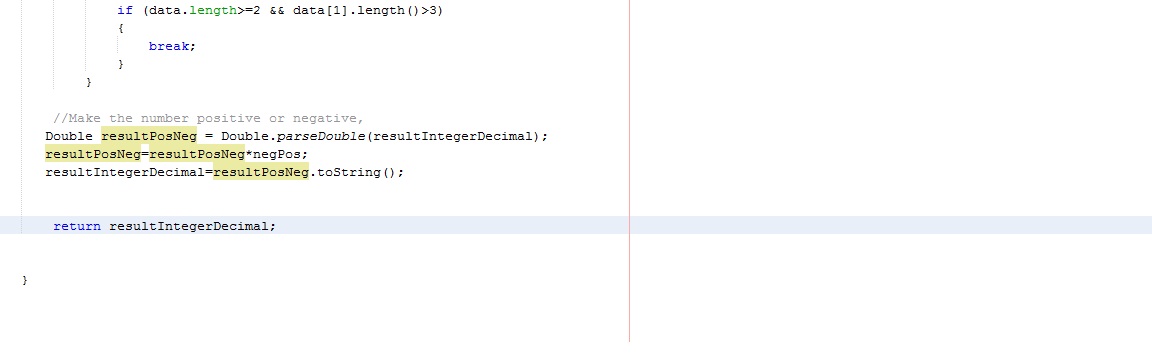 if (data.length>=2 && data[1].length()>3)
{
break;
}
}
//Make the number positive or negative,
Double resultPosNeg = Double.parseDouble(resultIntegerDecimal);
resultPosNeg=resultPosNeg*negPos;
resultIntegerDecimal=resultPosNeg.toString();
return resultIntegerDecimal;
}